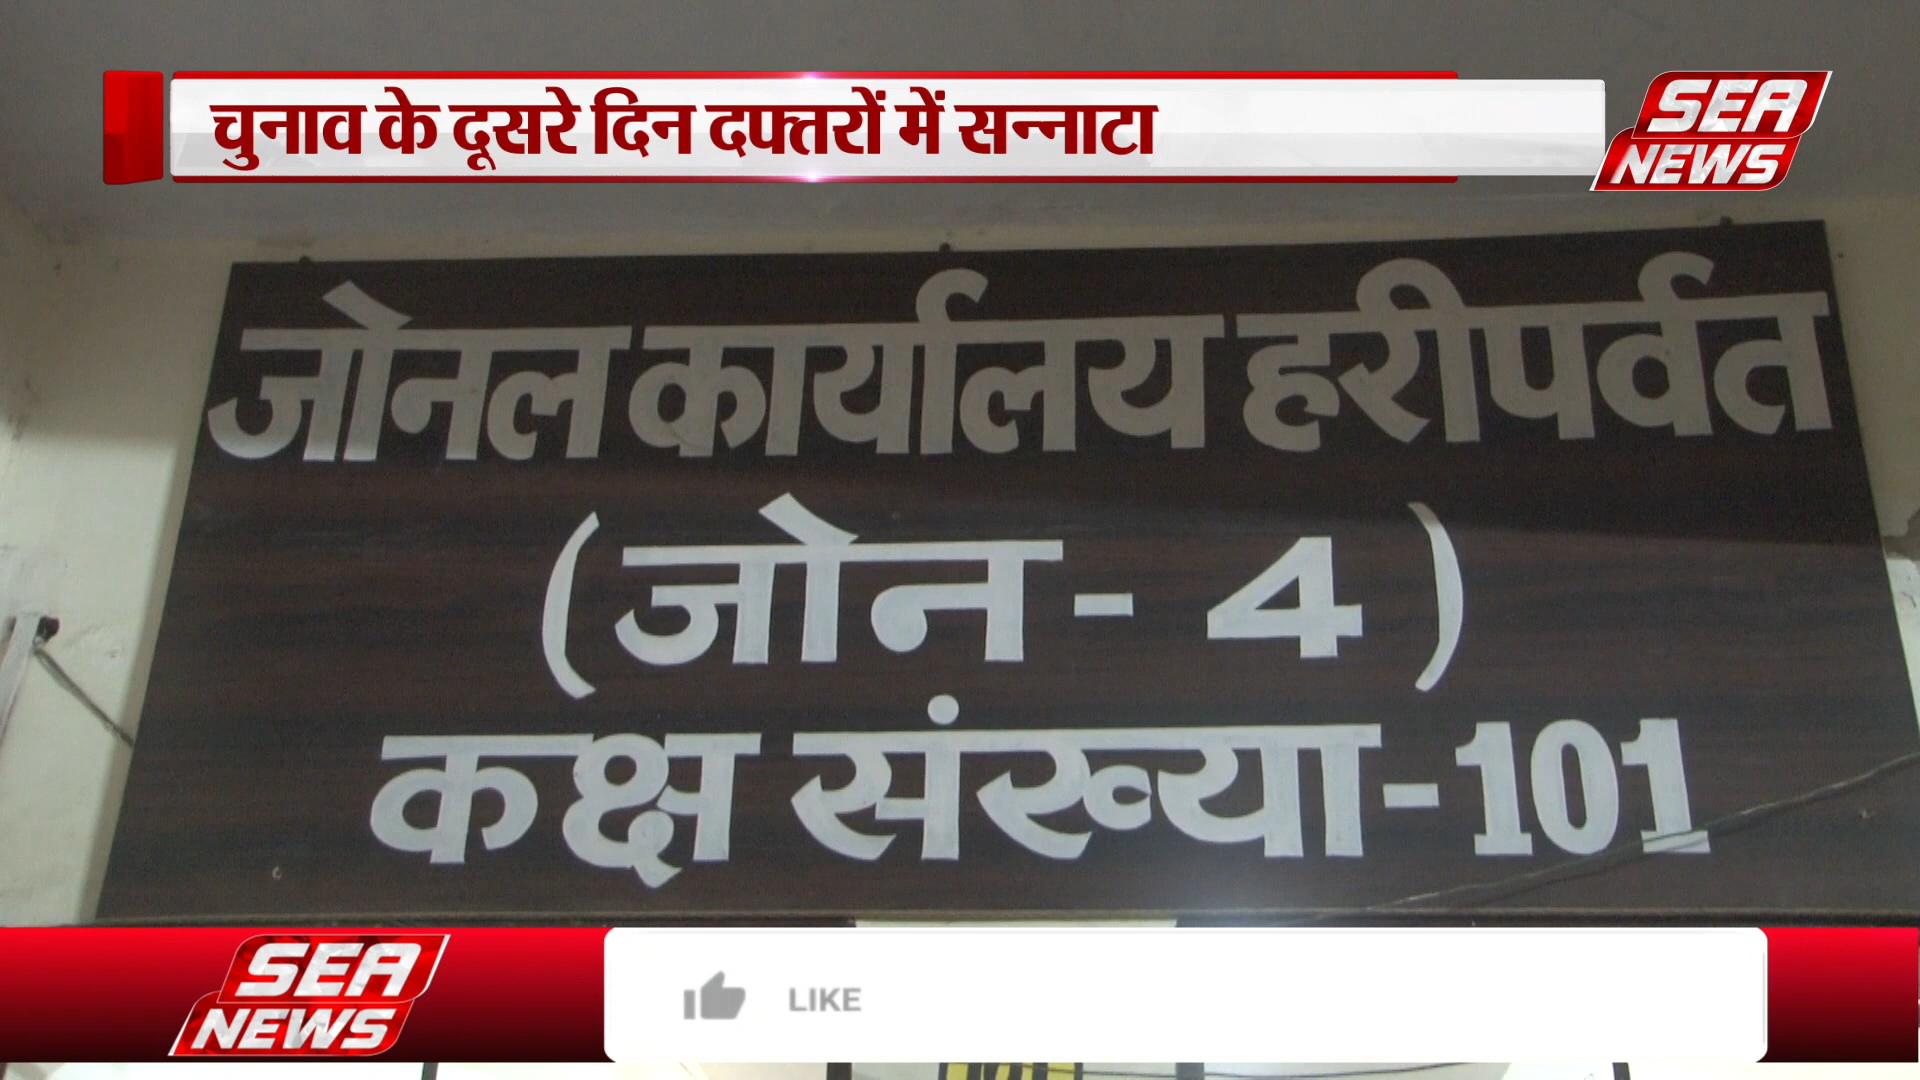 चुनाव के दूसरे दिन दफ्तरों में सन्नाटा
SEA
NEWS
जोनल कार्यालय हरीपर्वत
(जोन - 4)
कक्ष संख्या-101
SEA
NEWS
LIKE